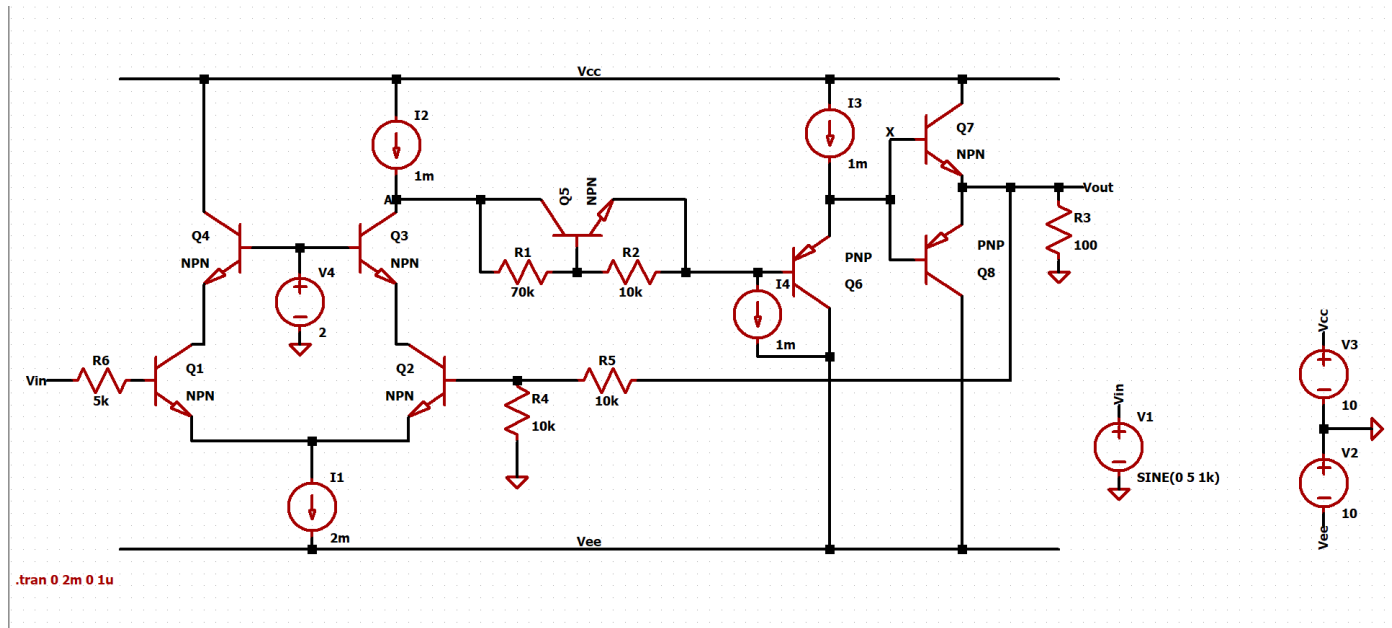 Vcc
I2
1m
I3
1m
X
Q7
NPN
A
Q5
NPN
Vout
Q4
NPN
Q3
NPN
V4
2
R1
70k
R2
10k
PNP
Q6
I4
1m
PNP
Q8
R3
100
Vin
R6
5k
Q1
NPN
Q2
NPN
R5
10k
R4
10k
I1
2m
Vee
Vin
V1
SINE(0 5 1k)
Vcc
V3
10
V2
10
Vee
.tran 0 2m 0 1u